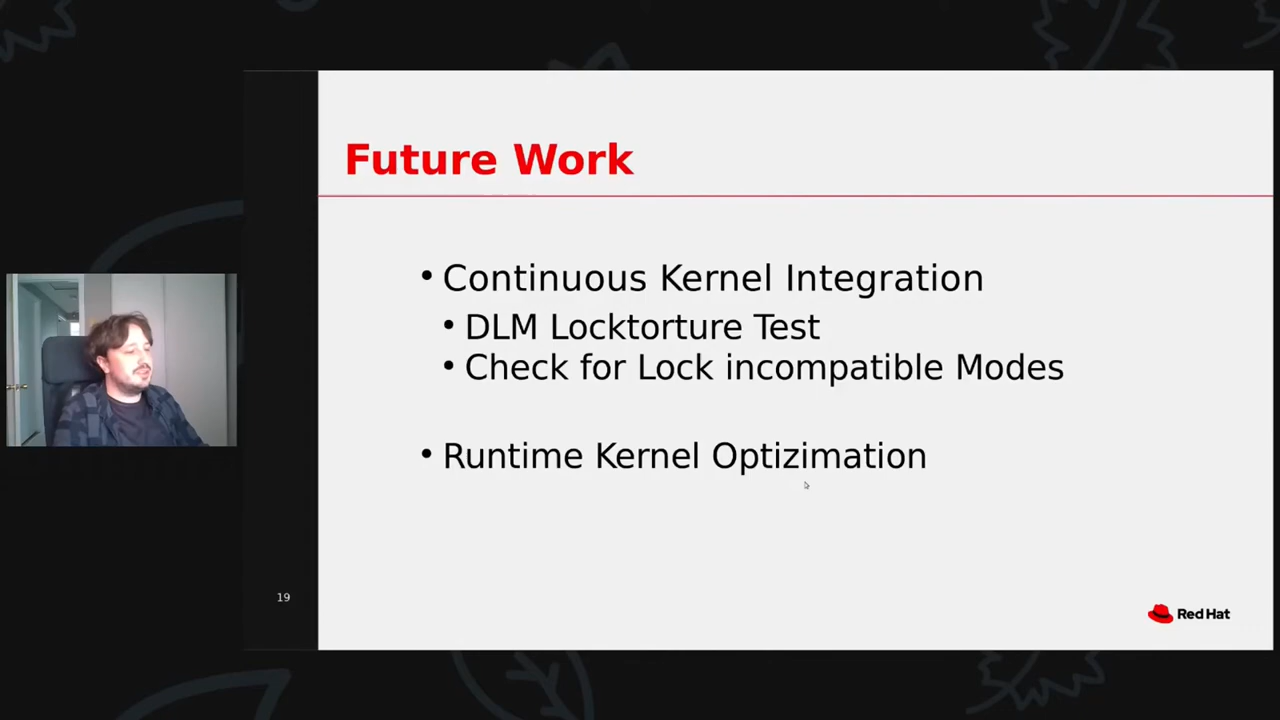 Future Work
• Continuous Kernel Integration
• DLM Locktorture Test
• Check for Lock incompatible Modes
• Runtime Kernel Optizimation
19
Red Hat